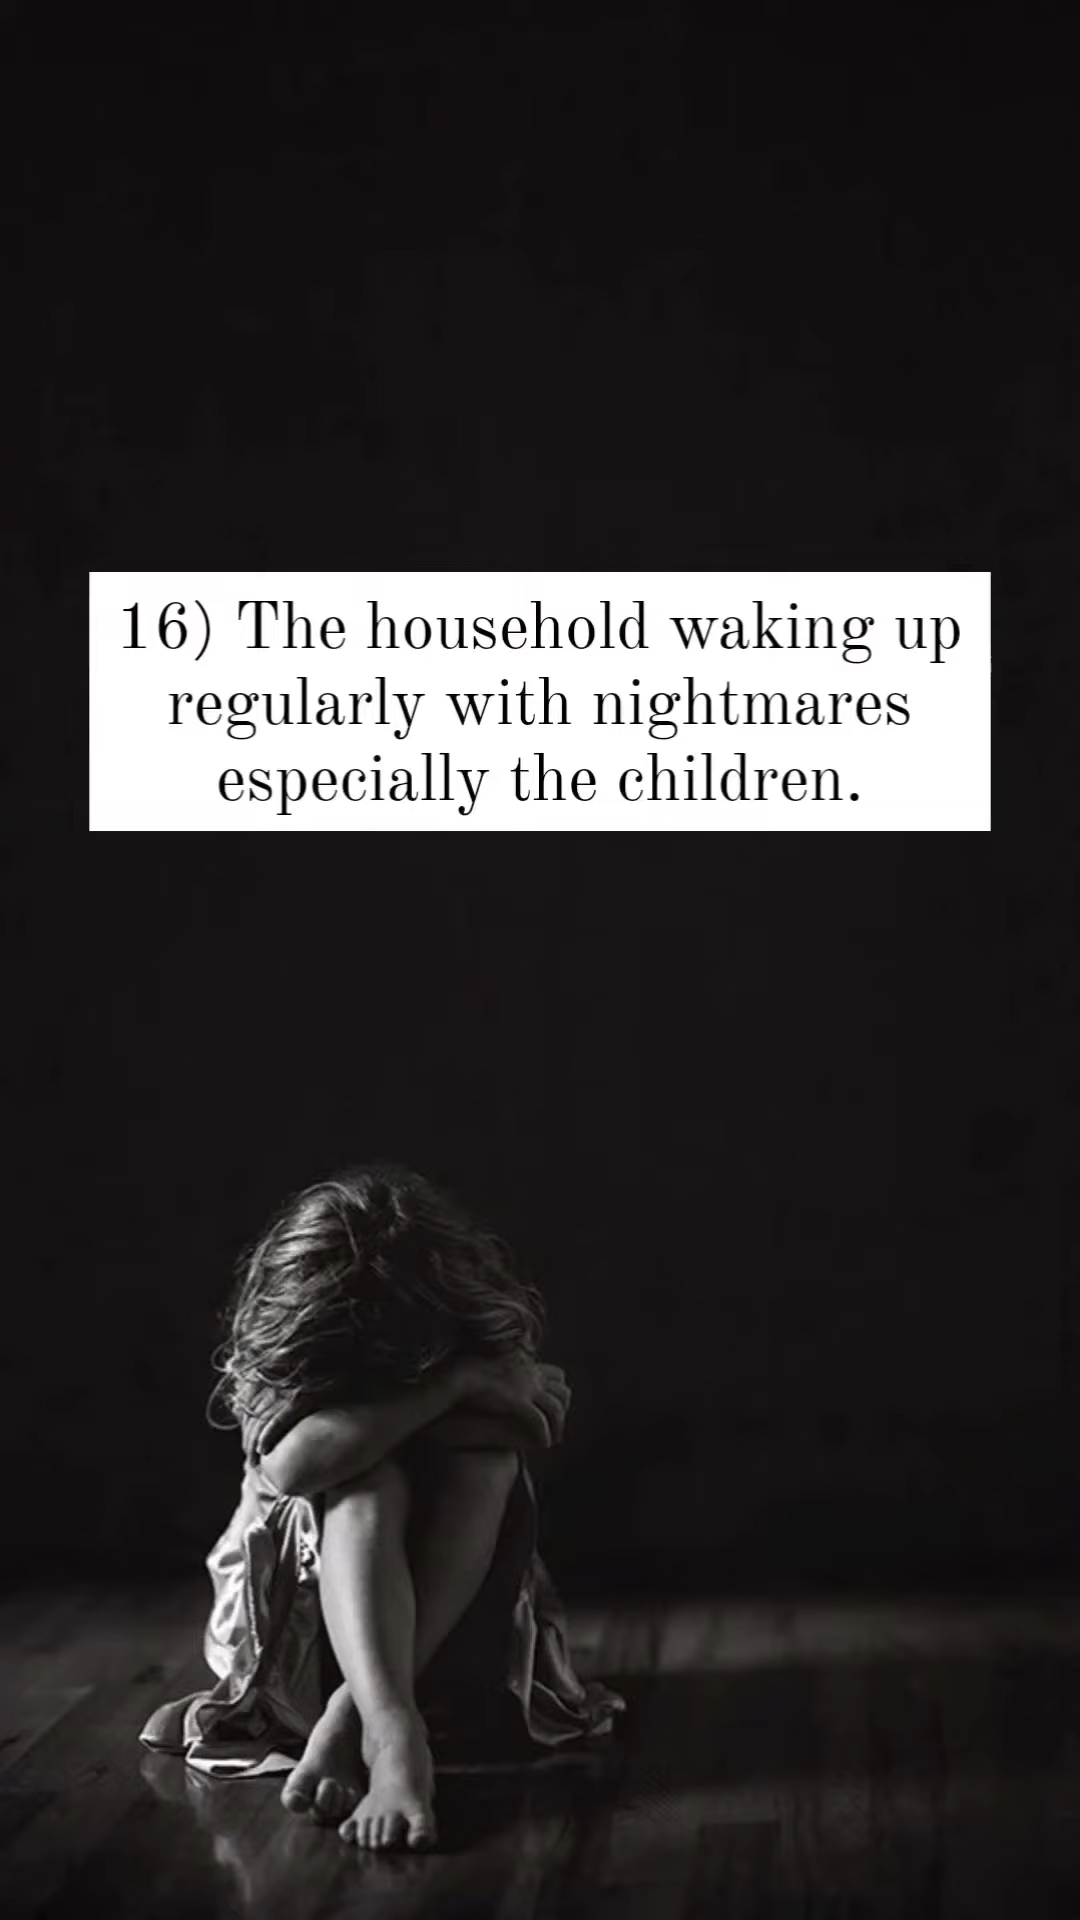 16) The household waking up
regularly with nightmares
especially the children.